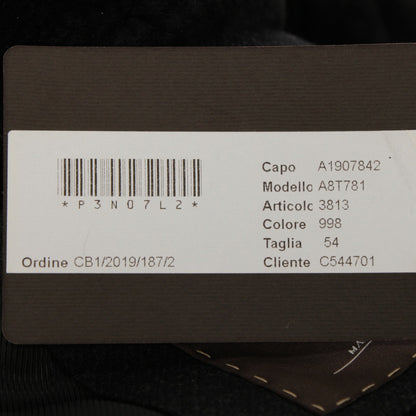 Capo A1907842
Modello A8T781
*P3N07L2*
Articolo 3813
Colore 998
Taglia 54
Ordine CB1/2019/187/2
Cliente C544701